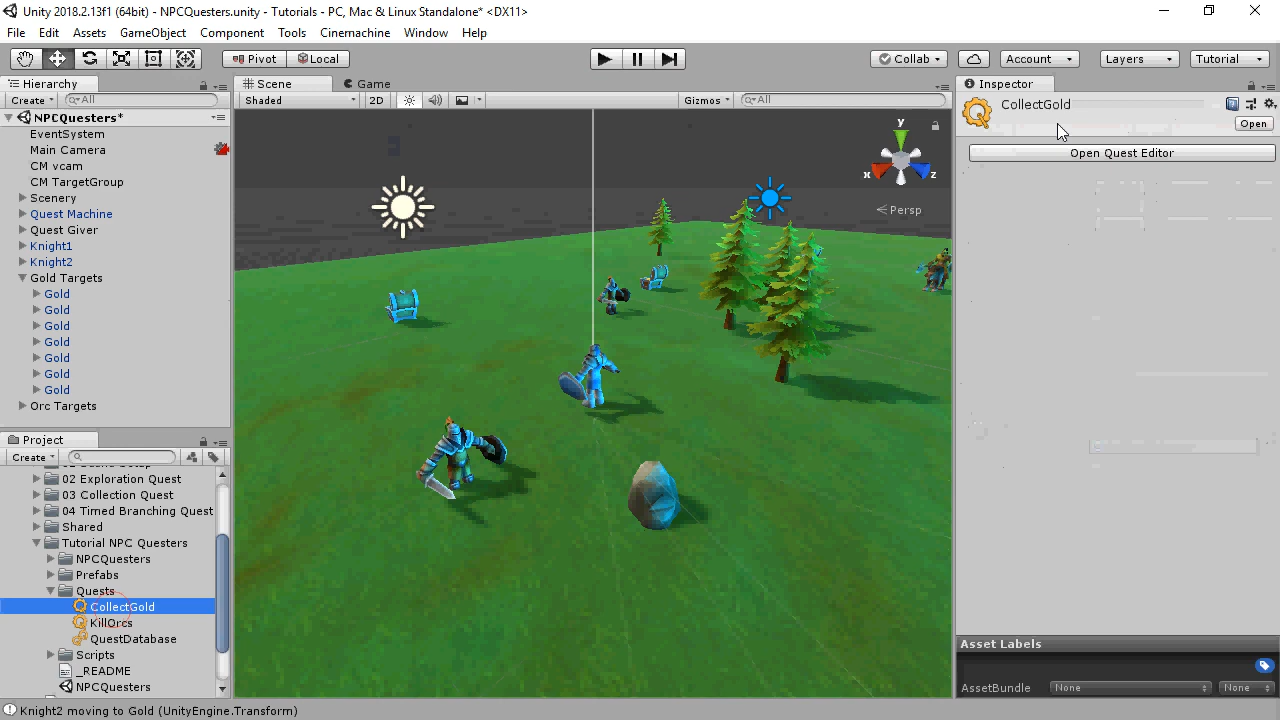 Unity 2018.2.13f1 (64bit) - NPCQuesters.unity - Tutorials - PC, Mac & Linux Standalone* <DX11>
File Edit Assets GameObject Component Tools Cinemachine Window Help
Pivot Local Collab Account Layers Tutorial
Hierarchy Scene Game Inspector
Create All Shaded 2D Gizmos All
CollectGold
Open
Open Quest Editor
NPCQuesters*
EventSystem
Main Camera
CM vcam
CM TargetGroup
Scenery
Quest Machine
Quest Giver
Knight1
Knight2
Gold Targets
Gold
Gold
Gold
Gold
Gold
Gold
Gold
Orc Targets
y
x z
Persp
Project
Create
02 Exploration Quest
03 Collection Quest
04 Timed Branching Quest
Shared
Tutorial NPC Questers
NPCQuesters
Prefabs
Quests
CollectGold
KillOrcs
QuestDatabase
Scripts
_README
NPCQuesters
Asset Labels
AssetBundle None None
Knight2 moving to Gold (UnityEngine.Transform)